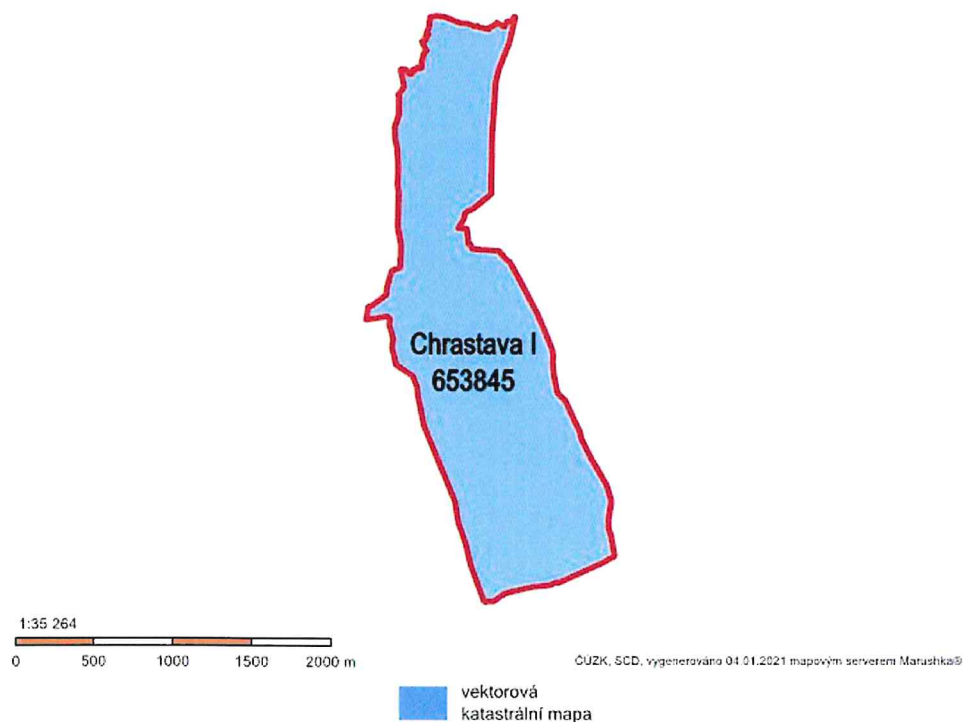 Chrastava I
653845
1:35 264
0 500 1000 1500 2000 m
ČÚZK, SCD, vygenerováno 04.01.2021 mapovým serverem Marushka®
vektorová
katastrální mapa